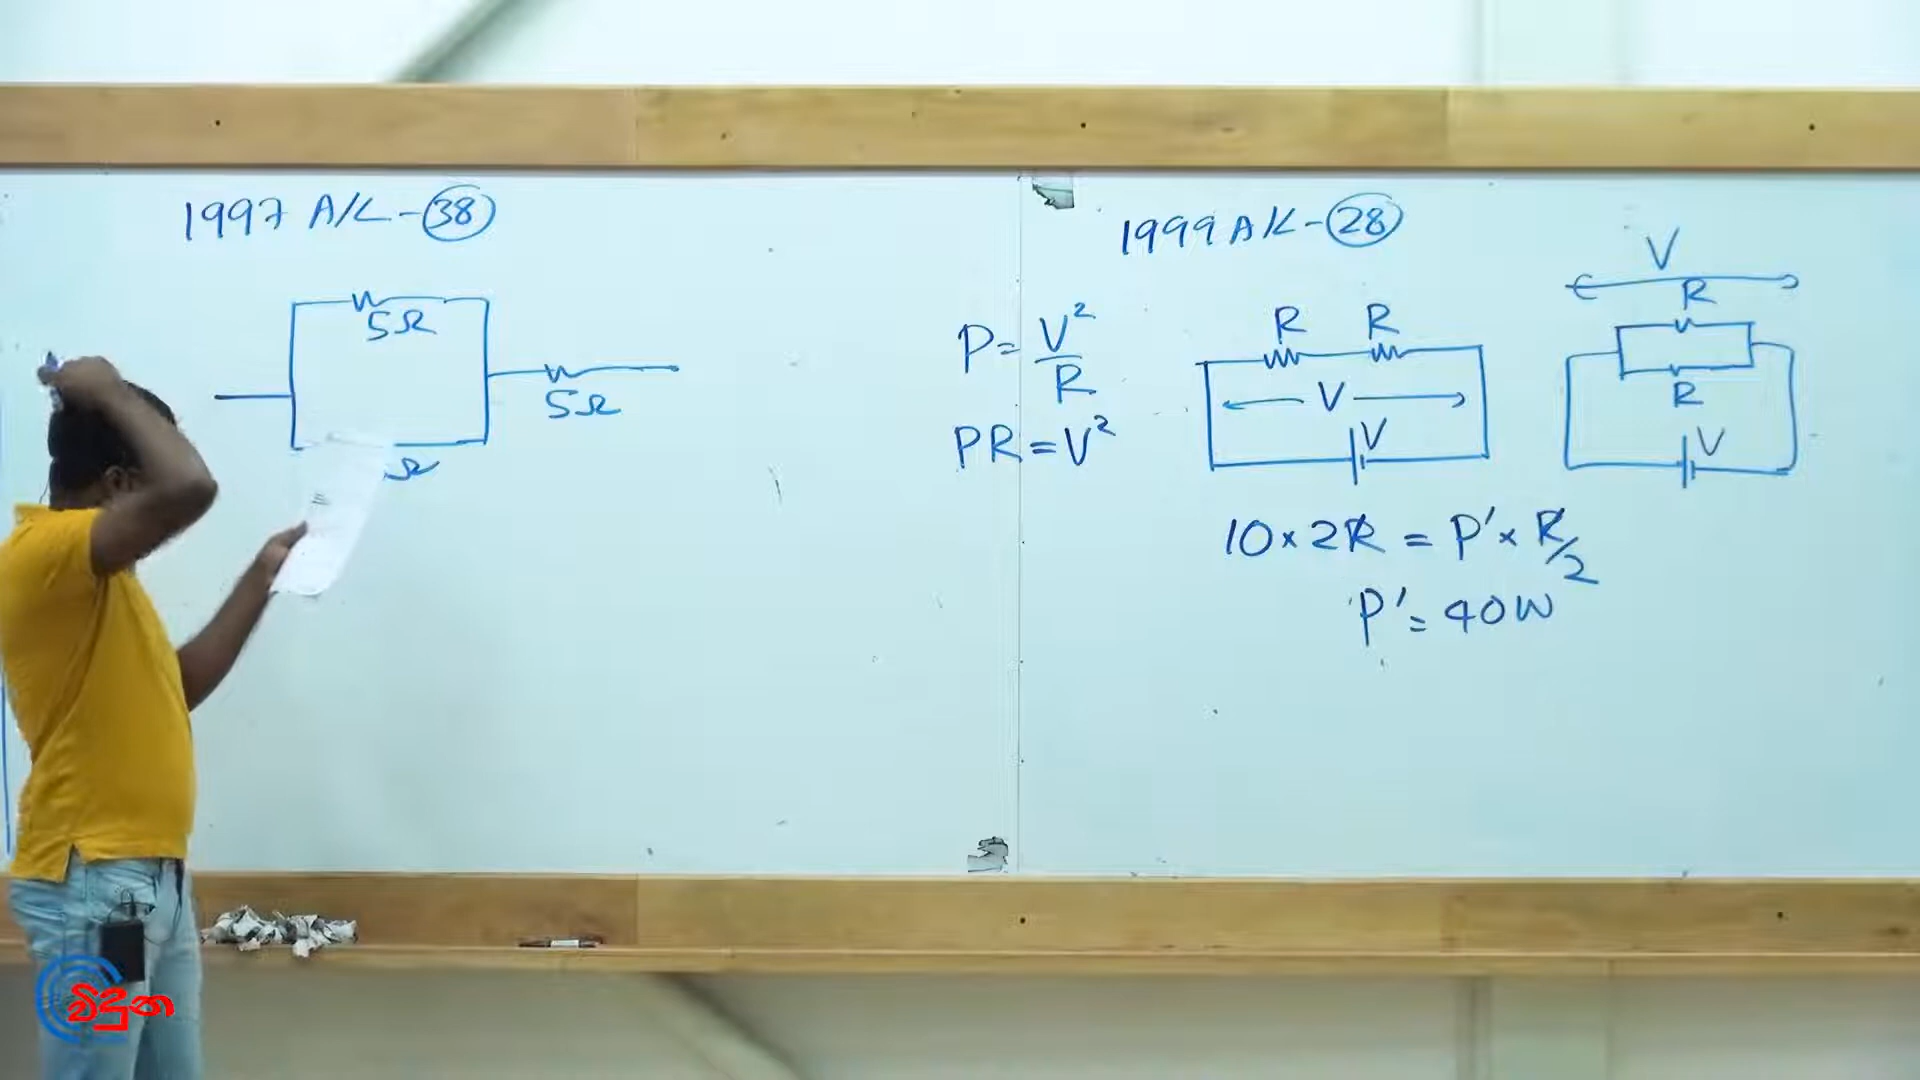 1997 A/L - 38
5Ω
5Ω
Ω
1999 A/L - 28
P = V²/R
PR = V²
R R
V
V
V
R
R
V
10 × 2R = P' × R/2
P' = 40W
විදුන